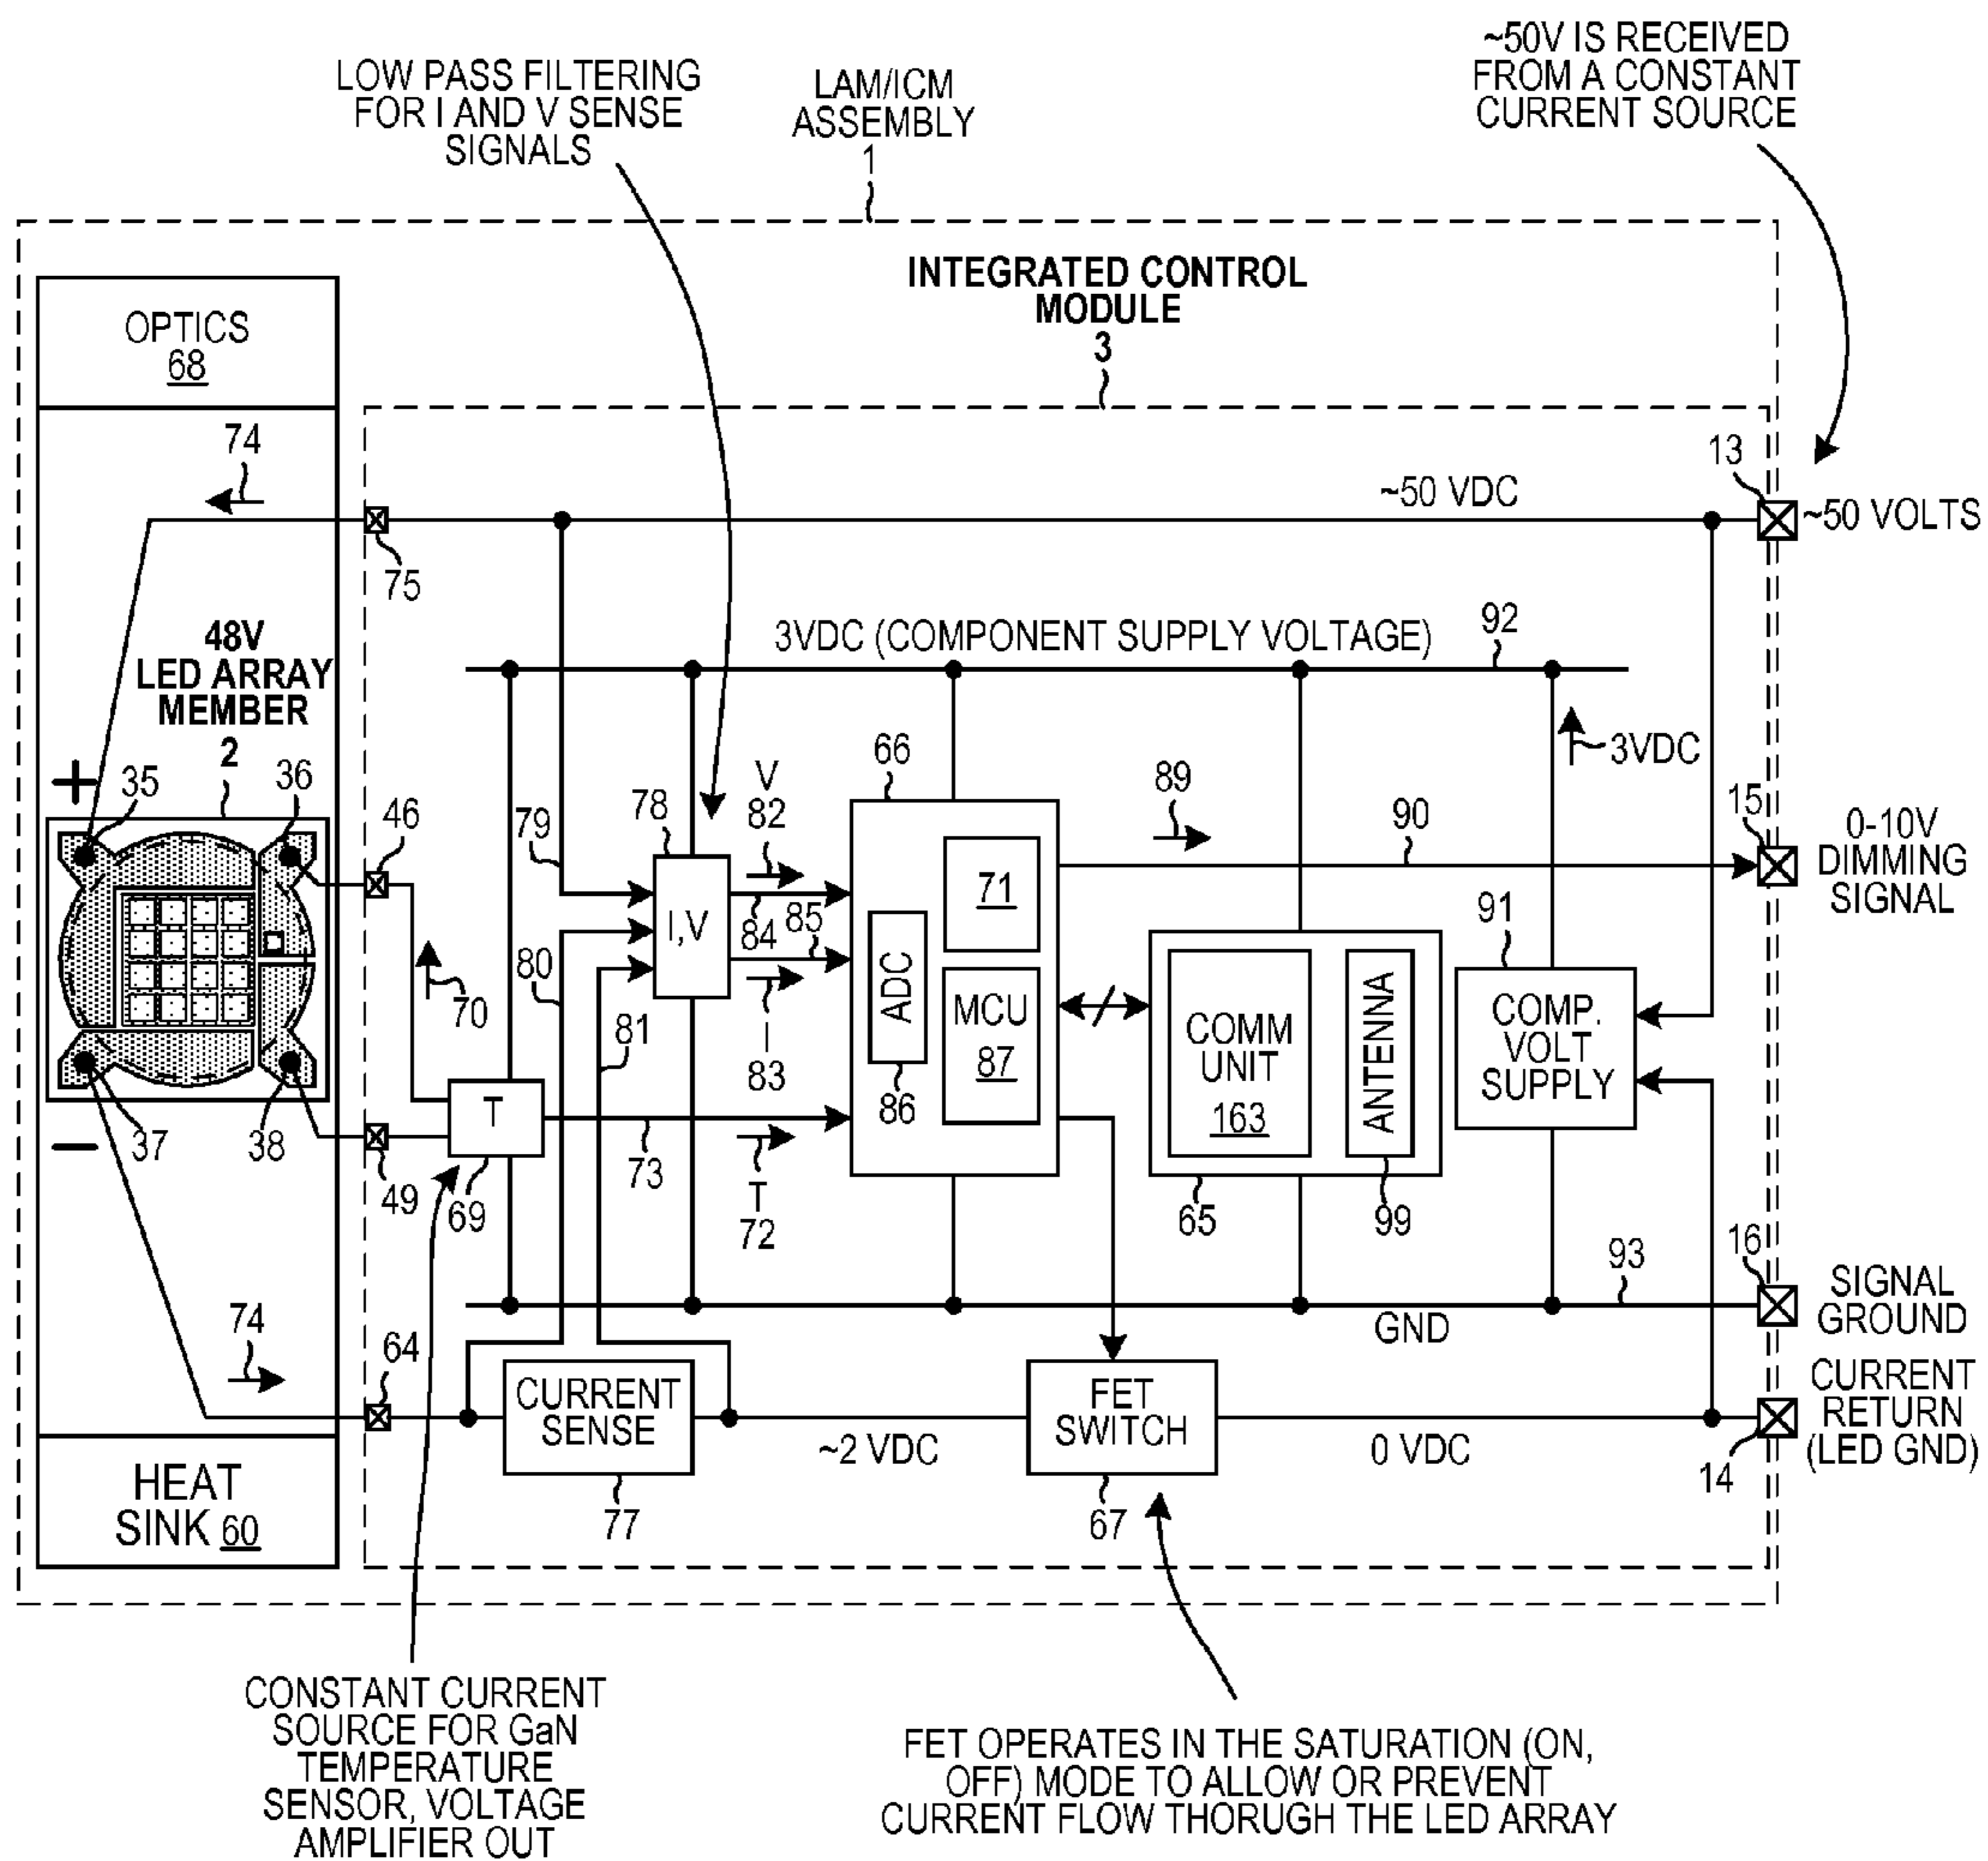 LOW PASS FILTERING
FOR I AND V SENSE
SIGNALS
LAM/ICM
ASSEMBLY
1
~50V IS RECEIVED
FROM A CONSTANT
CURRENT SOURCE
INTEGRATED CONTROL
MODULE
3
OPTICS
68
74
75
13
~50 VDC
~50 VOLTS
48V
LED ARRAY
MEMBER
2
3VDC (COMPONENT SUPPLY VOLTAGE)
92
3VDC
+
35
36
46
79
78
V
82
66
89
90
15
0-10V
DIMMING
SIGNAL
71
I,V
84
85
91
80
70
81
I
83
ADC
86
MCU
87
COMM
UNIT
163
ANTENNA
COMP.
VOLT
SUPPLY
T
–
37
38
49
69
73
T
72
65
99
93
16
SIGNAL
GROUND
GND
74
64
CURRENT
SENSE
77
~2 VDC
FET
SWITCH
67
0 VDC
14
CURRENT
RETURN
(LED GND)
HEAT
SINK 60
CONSTANT CURRENT
SOURCE FOR GaN
TEMPERATURE
SENSOR, VOLTAGE
AMPLIFIER OUT
FET OPERATES IN THE SATURATION (ON,
OFF) MODE TO ALLOW OR PREVENT
CURRENT FLOW THORUGH THE LED ARRAY